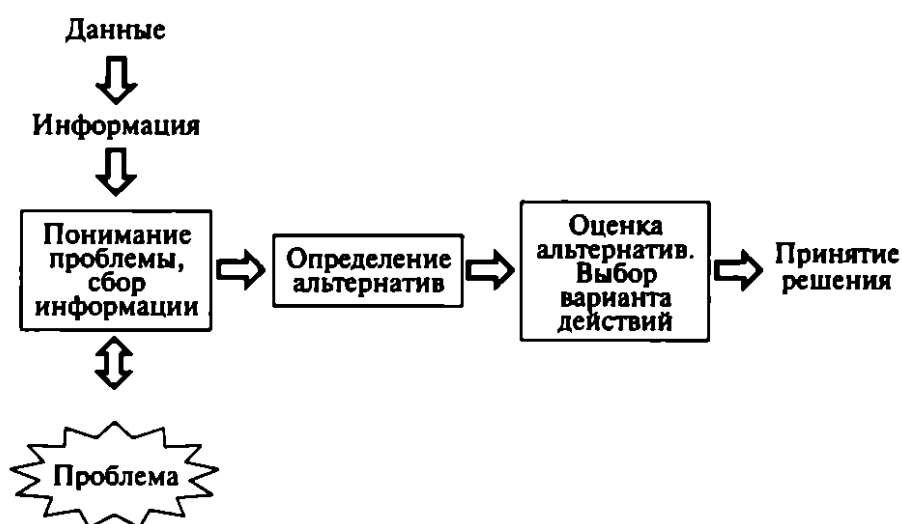 Данные
Информация
Понимание
проблемы,
сбор
информации
Определение
альтернатив
Оценка
альтернатив.
Выбор
варианта
действий
Принятие
решения
Проблема